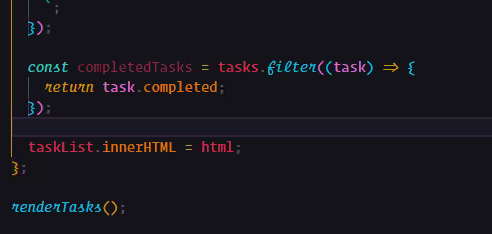 `;
});
const completedTasks = tasks.filter((task) => {
return task.completed;
});
taskList.innerHTML = html;
};
renderTasks();